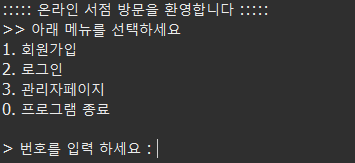 ::::: 온라인 서점 방문을 환영합니다 :::::
>> 아래 메뉴를 선택하세요
1. 회원가입
2. 로그인
3. 관리자페이지
0. 프로그램 종료
> 번호를 입력 하세요 :